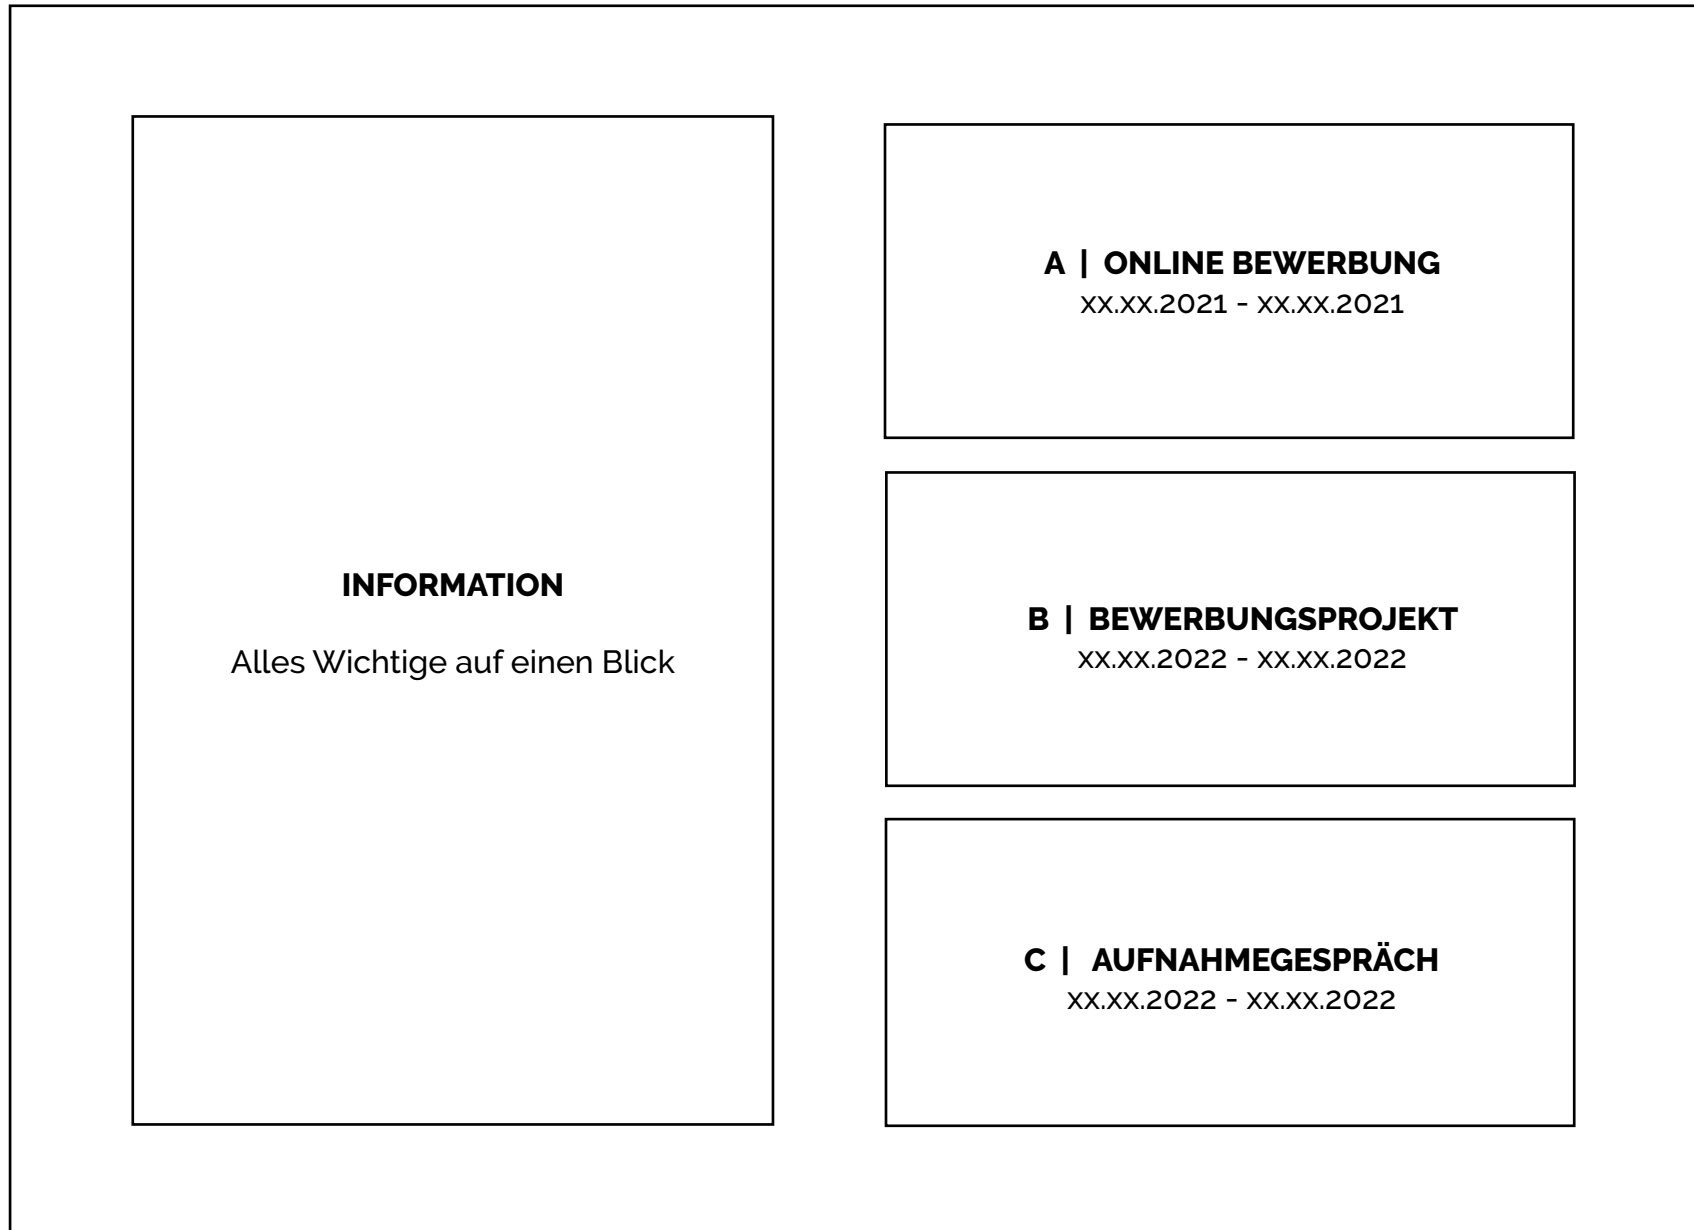 INFORMATION
Alles Wichtige auf einen Blick
A | ONLINE BEWERBUNG
xx.xx.2021 - xx.xx.2021
B | BEWERBUNGSPROJEKT
xx.xx.2022 - xx.xx.2022
C | AUFNAHMEGESPRÄCH
xx.xx.2022 - xx.xx.2022